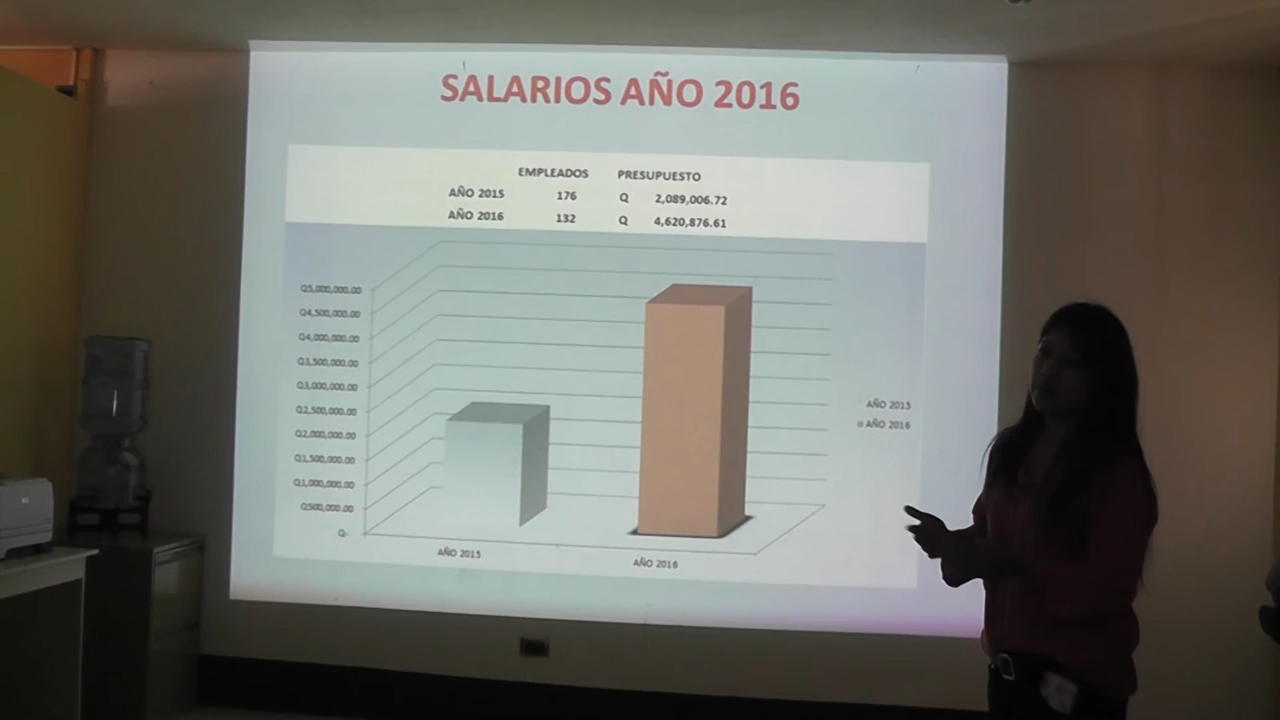 SALARIOS AÑO 2016
EMPLEADOS PRESUPUESTO
AÑO 2015 176 Q 2,089,006.72
AÑO 2016 132 Q 4,620,876.61
Q5,000,000.00
Q4,500,000.00
Q4,000,000.00
Q3,500,000.00
Q3,000,000.00
Q2,500,000.00
Q2,000,000.00
Q1,500,000.00
Q1,000,000.00
Q500,000.00
Q-
AÑO 2015
AÑO 2016
AÑO 2015
AÑO 2016